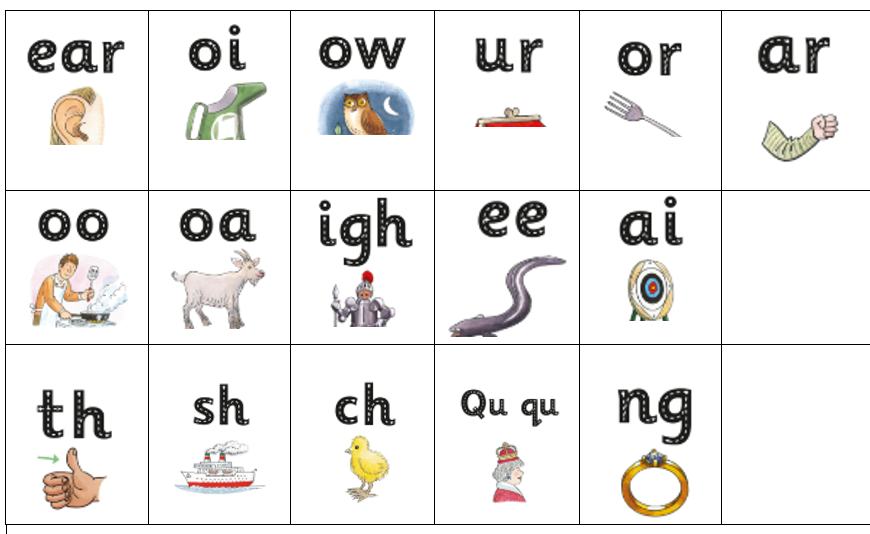 ear oi ow ur or ar
oo oa igh ee ai
th sh ch Qu qu ng